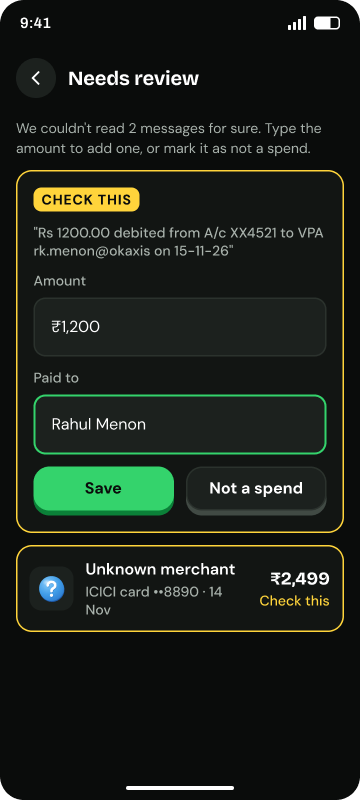 9:41
Needs review
We couldn't read 2 messages for sure. Type the
amount to add one, or mark it as not a spend.
CHECK THIS
"Rs 1200.00 debited from A/c XX4521 to VPA
rk.menon@okaxis on 15-11-26"
Amount
₹1,200
Paid to
Rahul Menon
Save
Not a spend
Unknown merchant
ICICI card ••8890 · 14
Nov
₹2,499
Check this